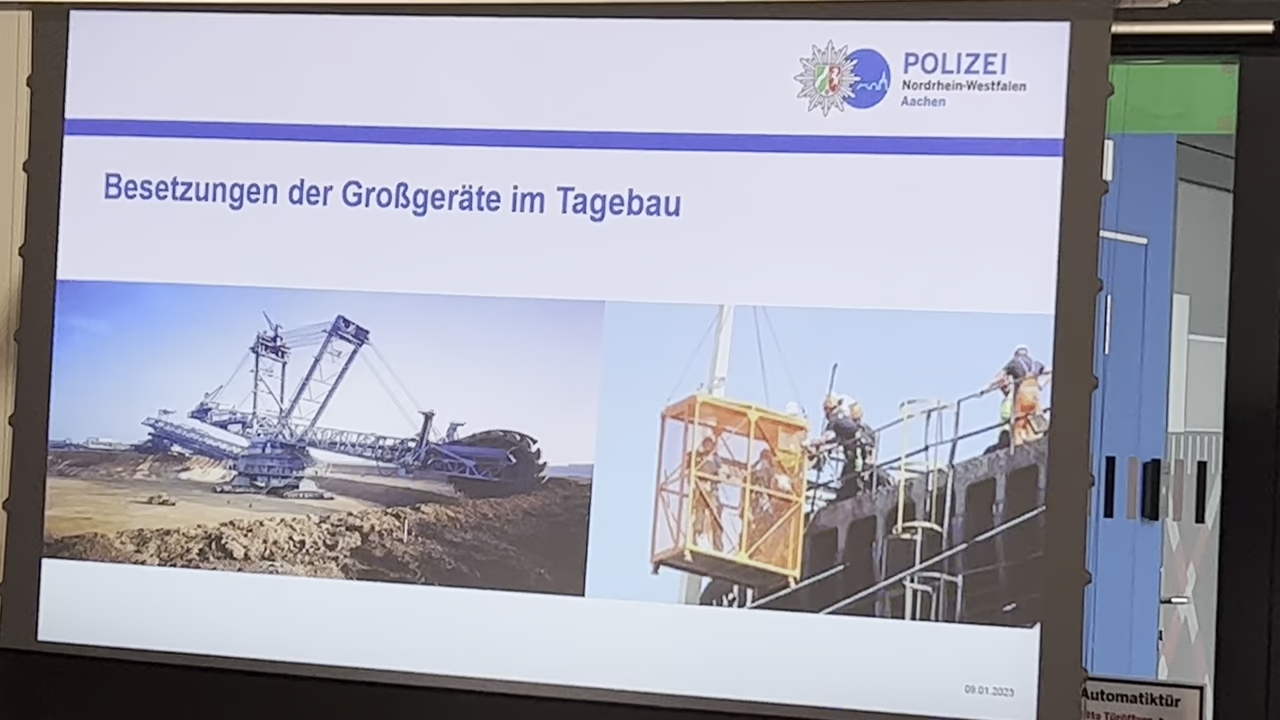 POLIZEI
Nordrhein-Westfalen
Aachen
Besetzungen der Großgeräte im Tagebau
09.01.2023
Automatiktür